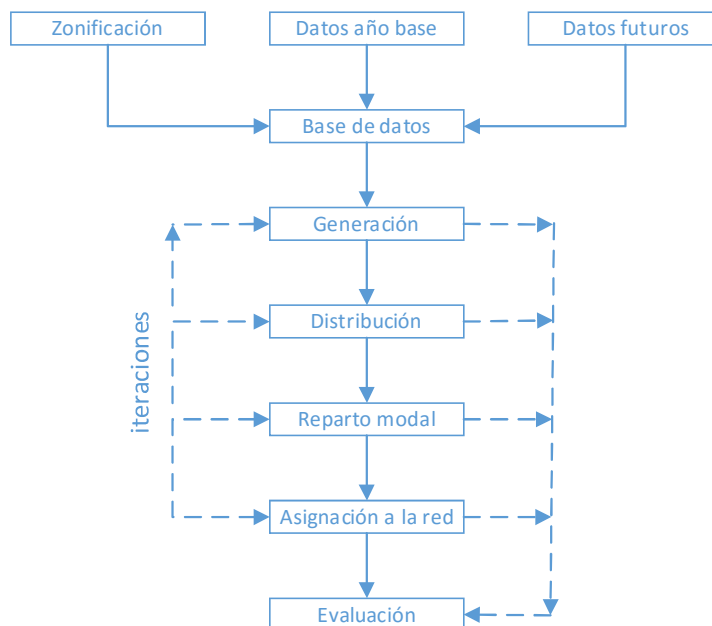 Zonificación
Datos año base
Datos futuros
Base de datos
Generación
Distribución
iteraciones
Reparto modal
Asignación a la red
Evaluación